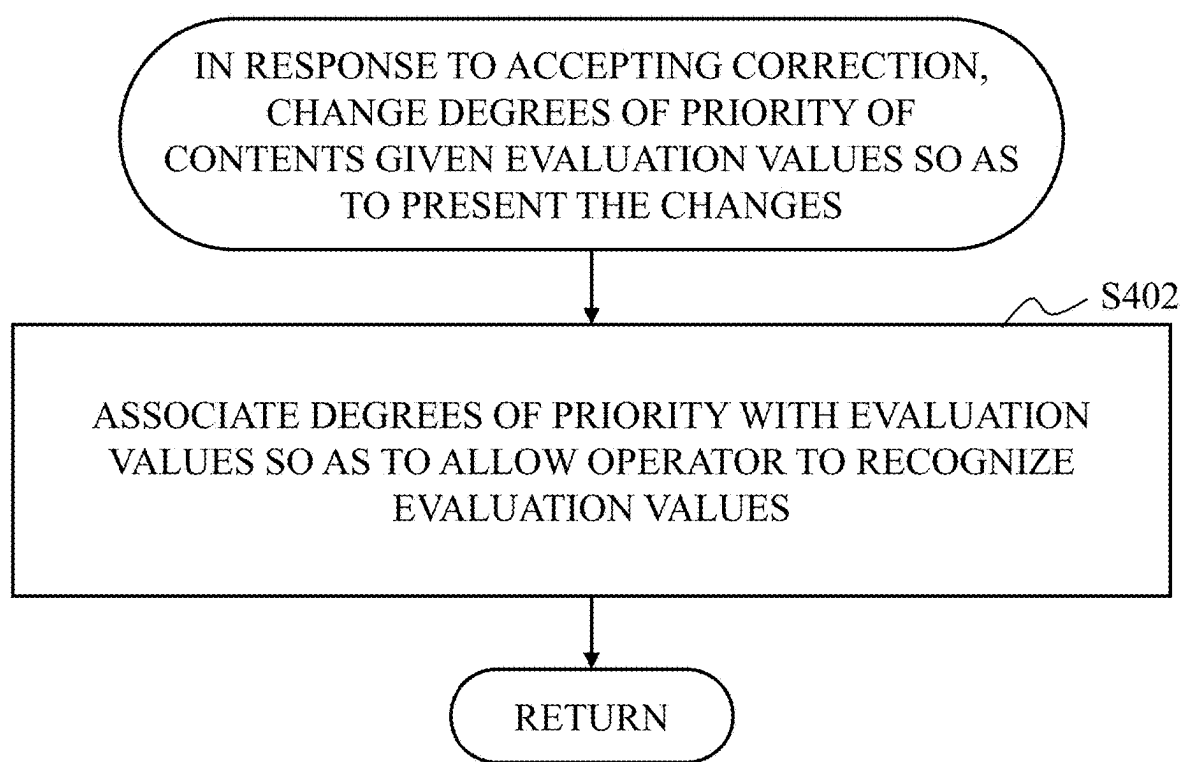 IN RESPONSE TO ACCEPTING CORRECTION,
CHANGE DEGREES OF PRIORITY OF
CONTENTS GIVEN EVALUATION VALUES SO AS
TO PRESENT THE CHANGES
S402
ASSOCIATE DEGREES OF PRIORITY WITH EVALUATION
VALUES SO AS TO ALLOW OPERATOR TO RECOGNIZE
EVALUATION VALUES
RETURN